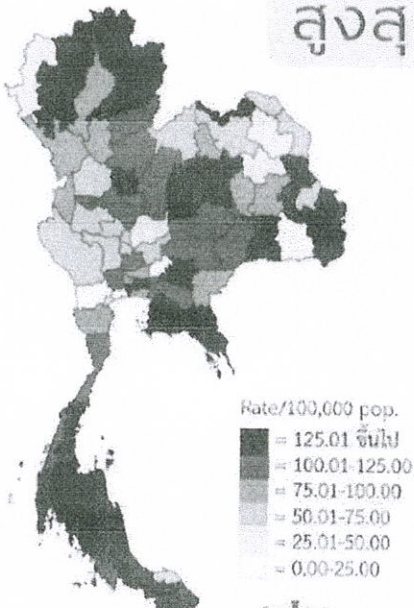 สูงสุ
Rate/100,000 pop.
= 125.01 ขึ้นไป
= 100.01-125.00
= 75.01-100.00
= 50.01-75.00
= 25.01-50.00
= 0.00-25.00